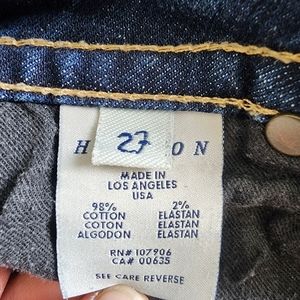 27
H ON
MADE IN
LOS ANGELES
USA
98% 2%
COTTON ELASTAN
COTON ELASTAN
ALGODON ELASTAN
RN# 107906
CA# 00635
SEE CARE REVERSE